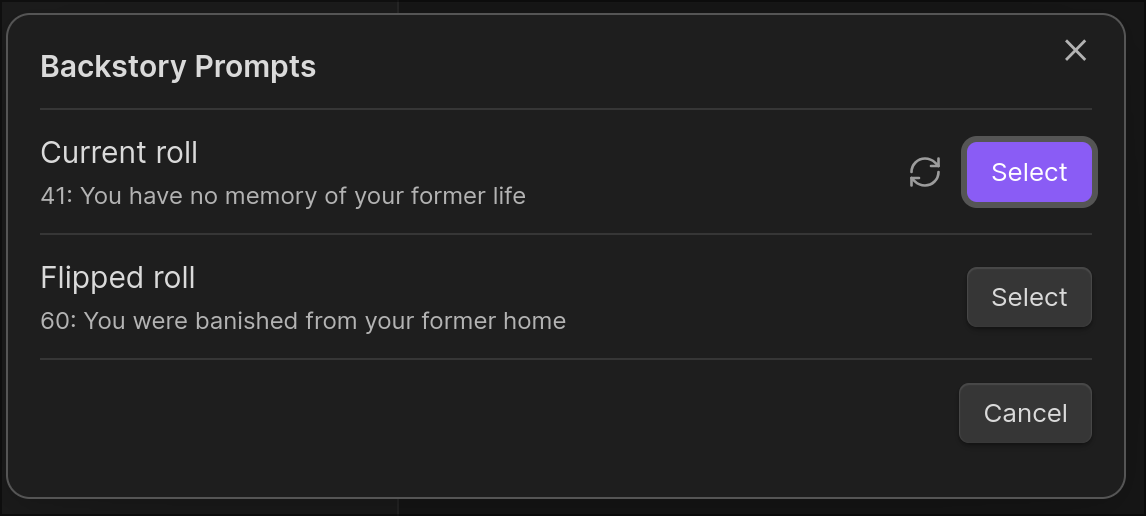 Backstory Prompts
Current roll
41: You have no memory of your former life
Select
Flipped roll
60: You were banished from your former home
Select
Cancel